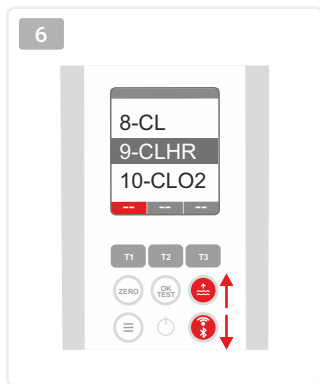 6
8-CL
9-CLHR
10-CLO2
-- -- --
T1 T2 T3
ZERO OK TEST